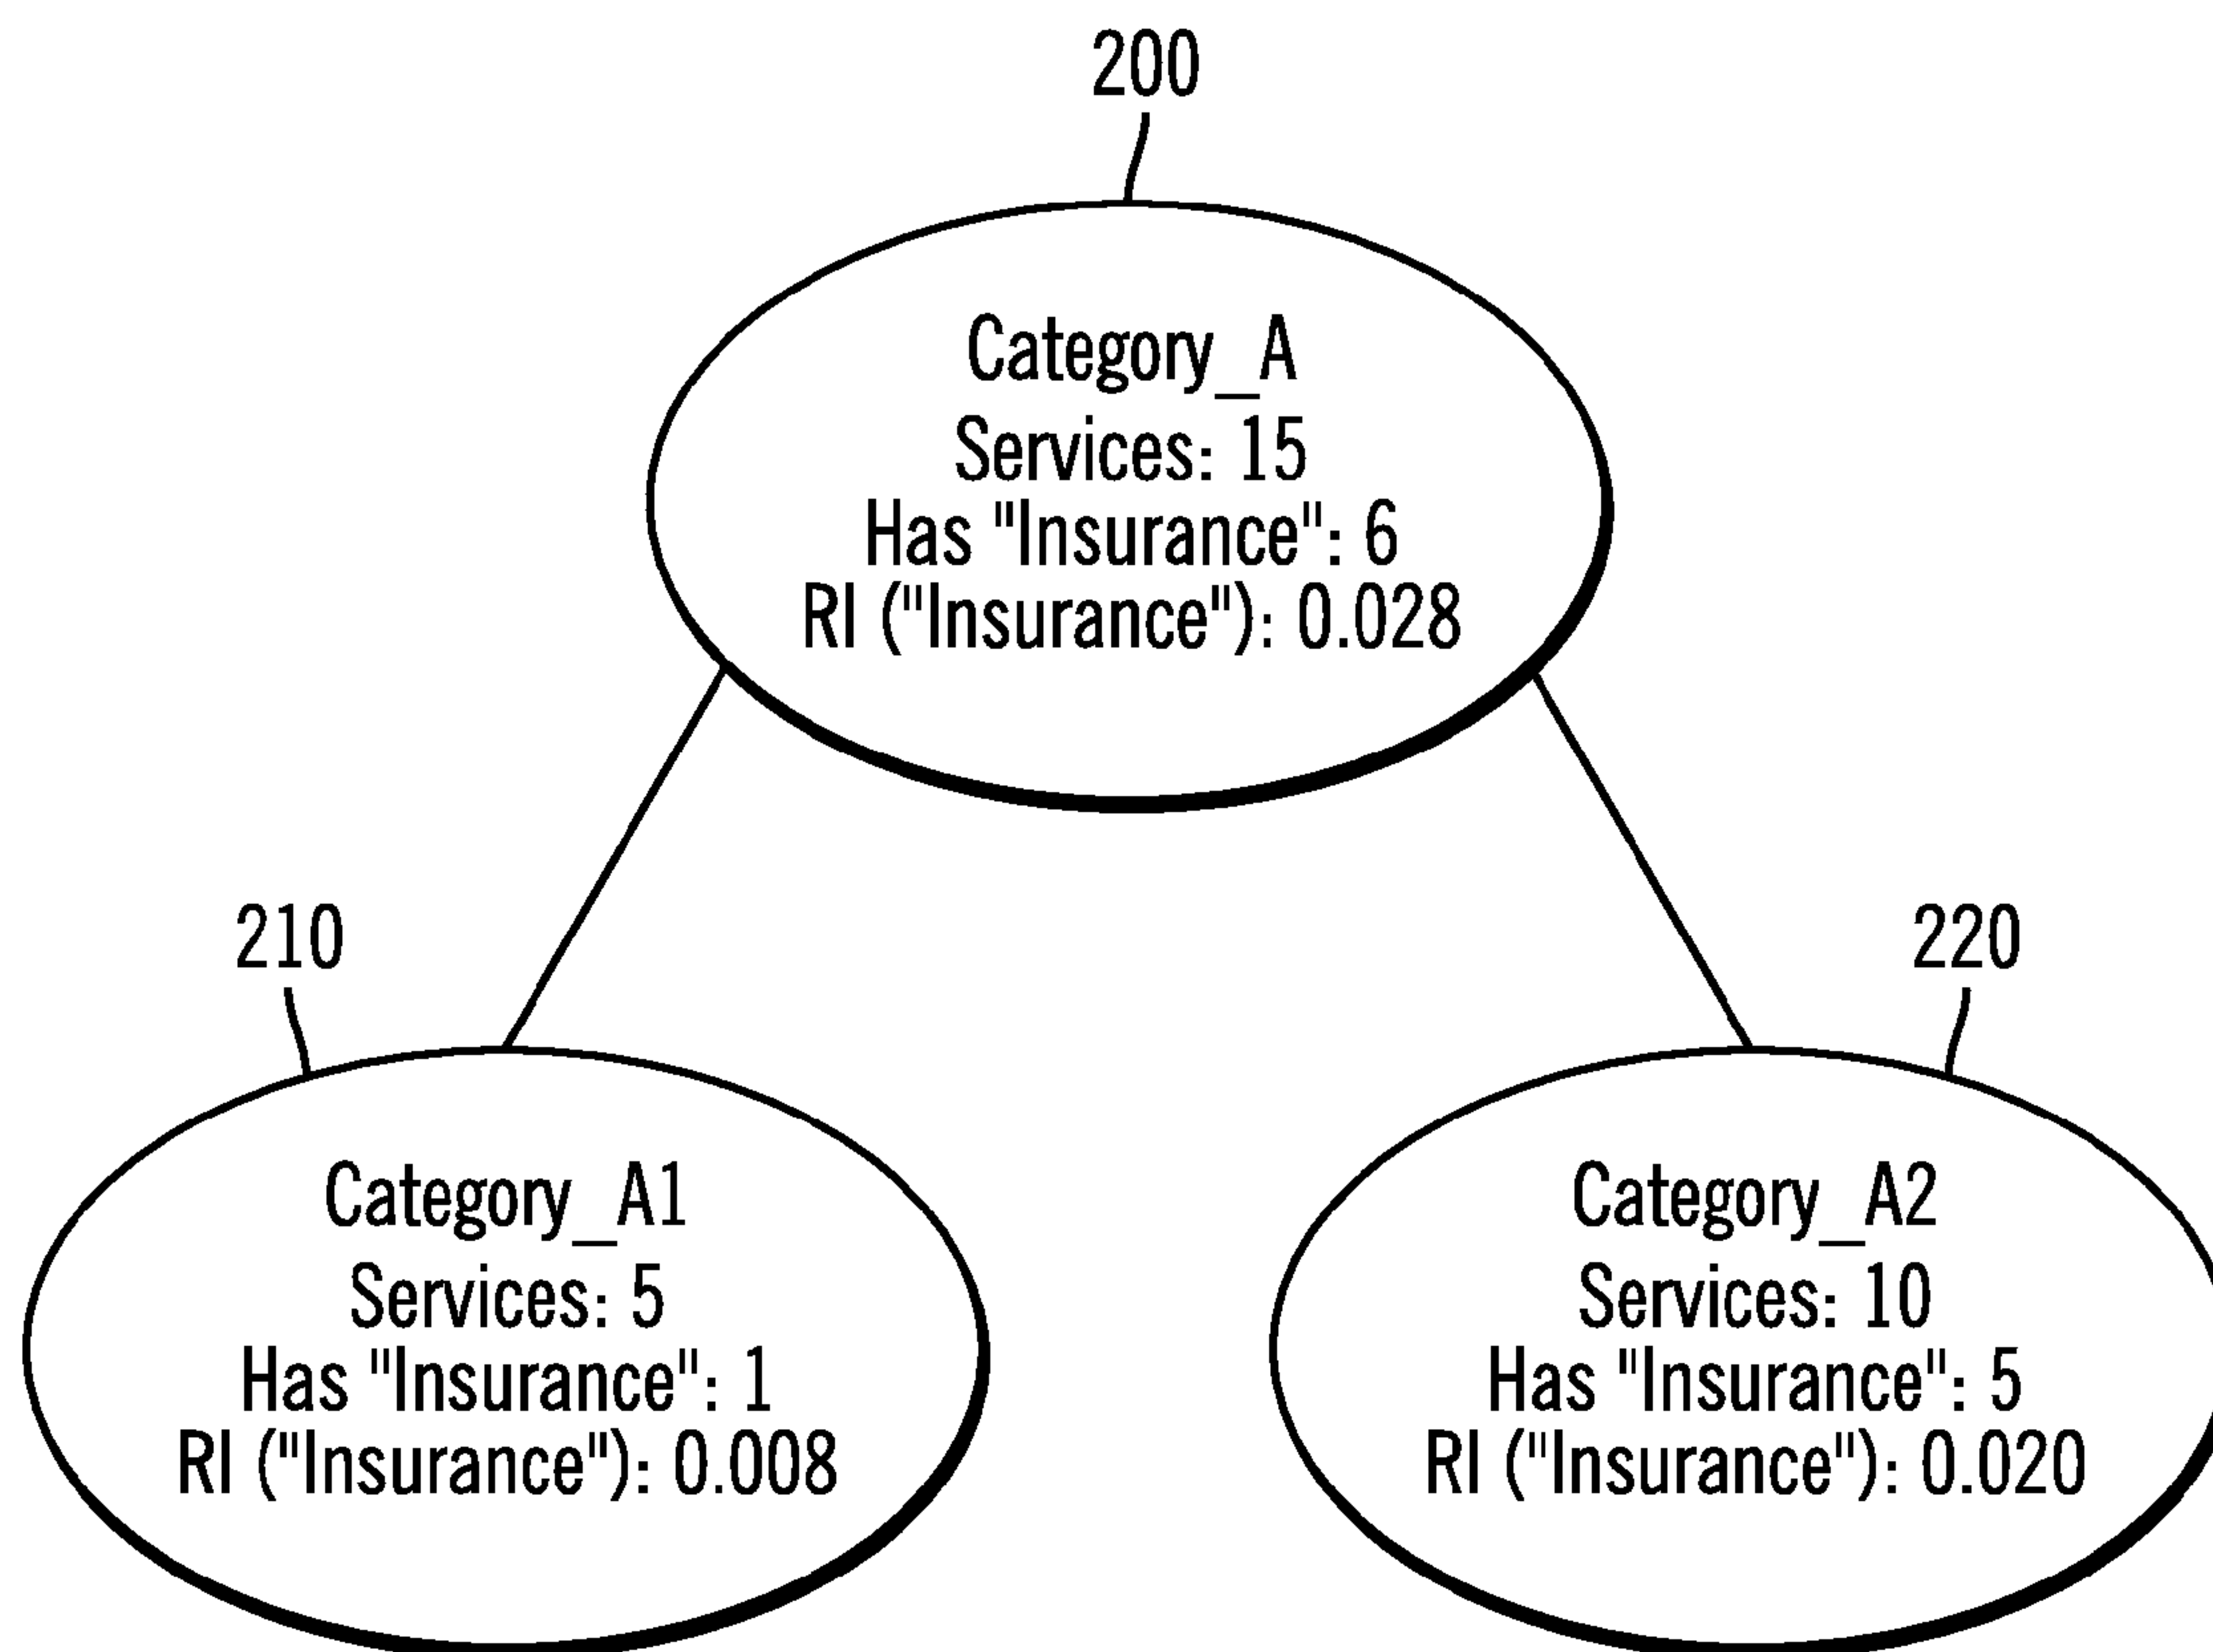 200
Category_A
Services: 15
Has "Insurance": 6
RI ("Insurance"): 0.028
210
220
Category_A1
Services: 5
Has "Insurance": 1
RI ("Insurance"): 0.008
Category_A2
Services: 10
Has "Insurance": 5
RI ("Insurance"): 0.020